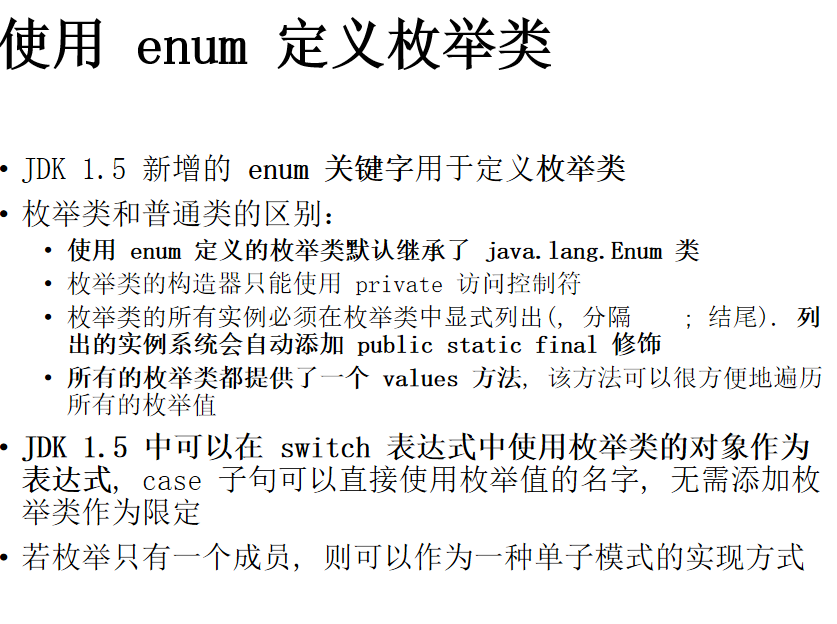 使用 enum 定义枚举类
• JDK 1.5 新增的 enum 关键字用于定义枚举类
• 枚举类和普通类的区别：
• 使用 enum 定义的枚举类默认继承了 java.lang.Enum 类
• 枚举类的构造器只能使用 private 访问控制符
• 枚举类的所有实例必须在枚举类中显式列出(, 分隔    ; 结尾). 列
出的实例系统会自动添加 public static final 修饰
• 所有的枚举类都提供了一个 values 方法, 该方法可以很方便地遍历
所有的枚举值
• JDK 1.5 中可以在 switch 表达式中使用枚举类的对象作为
表达式, case 子句可以直接使用枚举值的名字, 无需添加枚
举类作为限定
• 若枚举只有一个成员, 则可以作为一种单子模式的实现方式